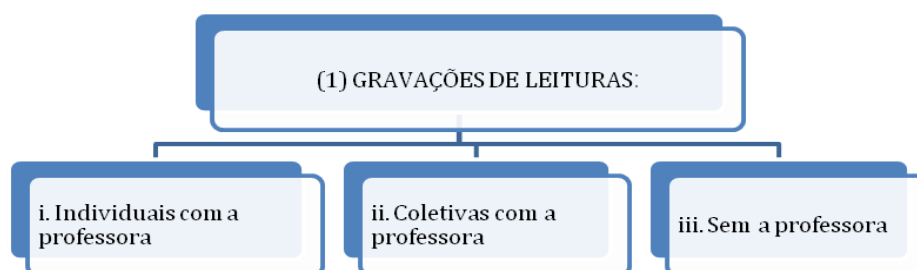 (1) GRAVAÇÕES DE LEITURAS:
i. Individuais com a
professora
ii. Coletivas com a
professora
iii. Sem a professora